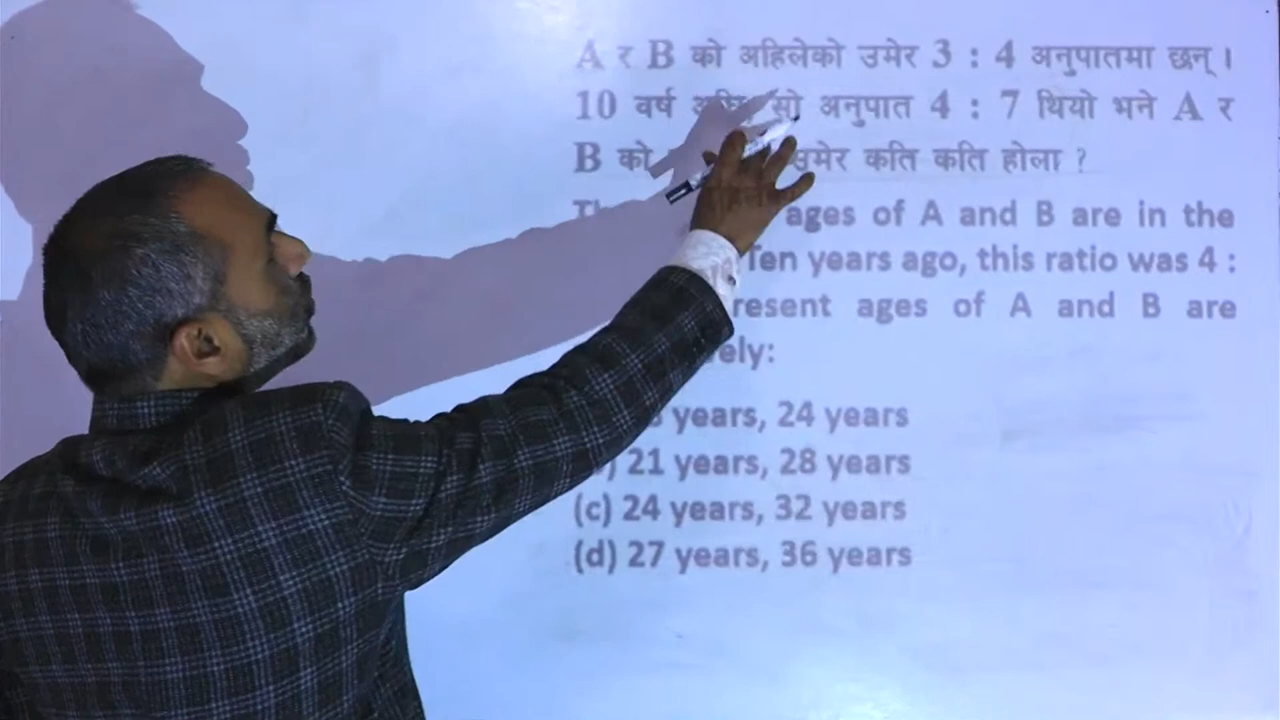 A र B को अहिलेको उमेर 3 : 4 अनुपातमा छन् ।
10 वर्ष सो अनुपात 4 : 7 थियो भने A र
B को उमेर कति कति होला ?
ages of A and B are in the
Ten years ago, this ratio was 4 :
ages of A and B are
years, 24 years
21 years, 28 years
(c) 24 years, 32 years
(d) 27 years, 36 years